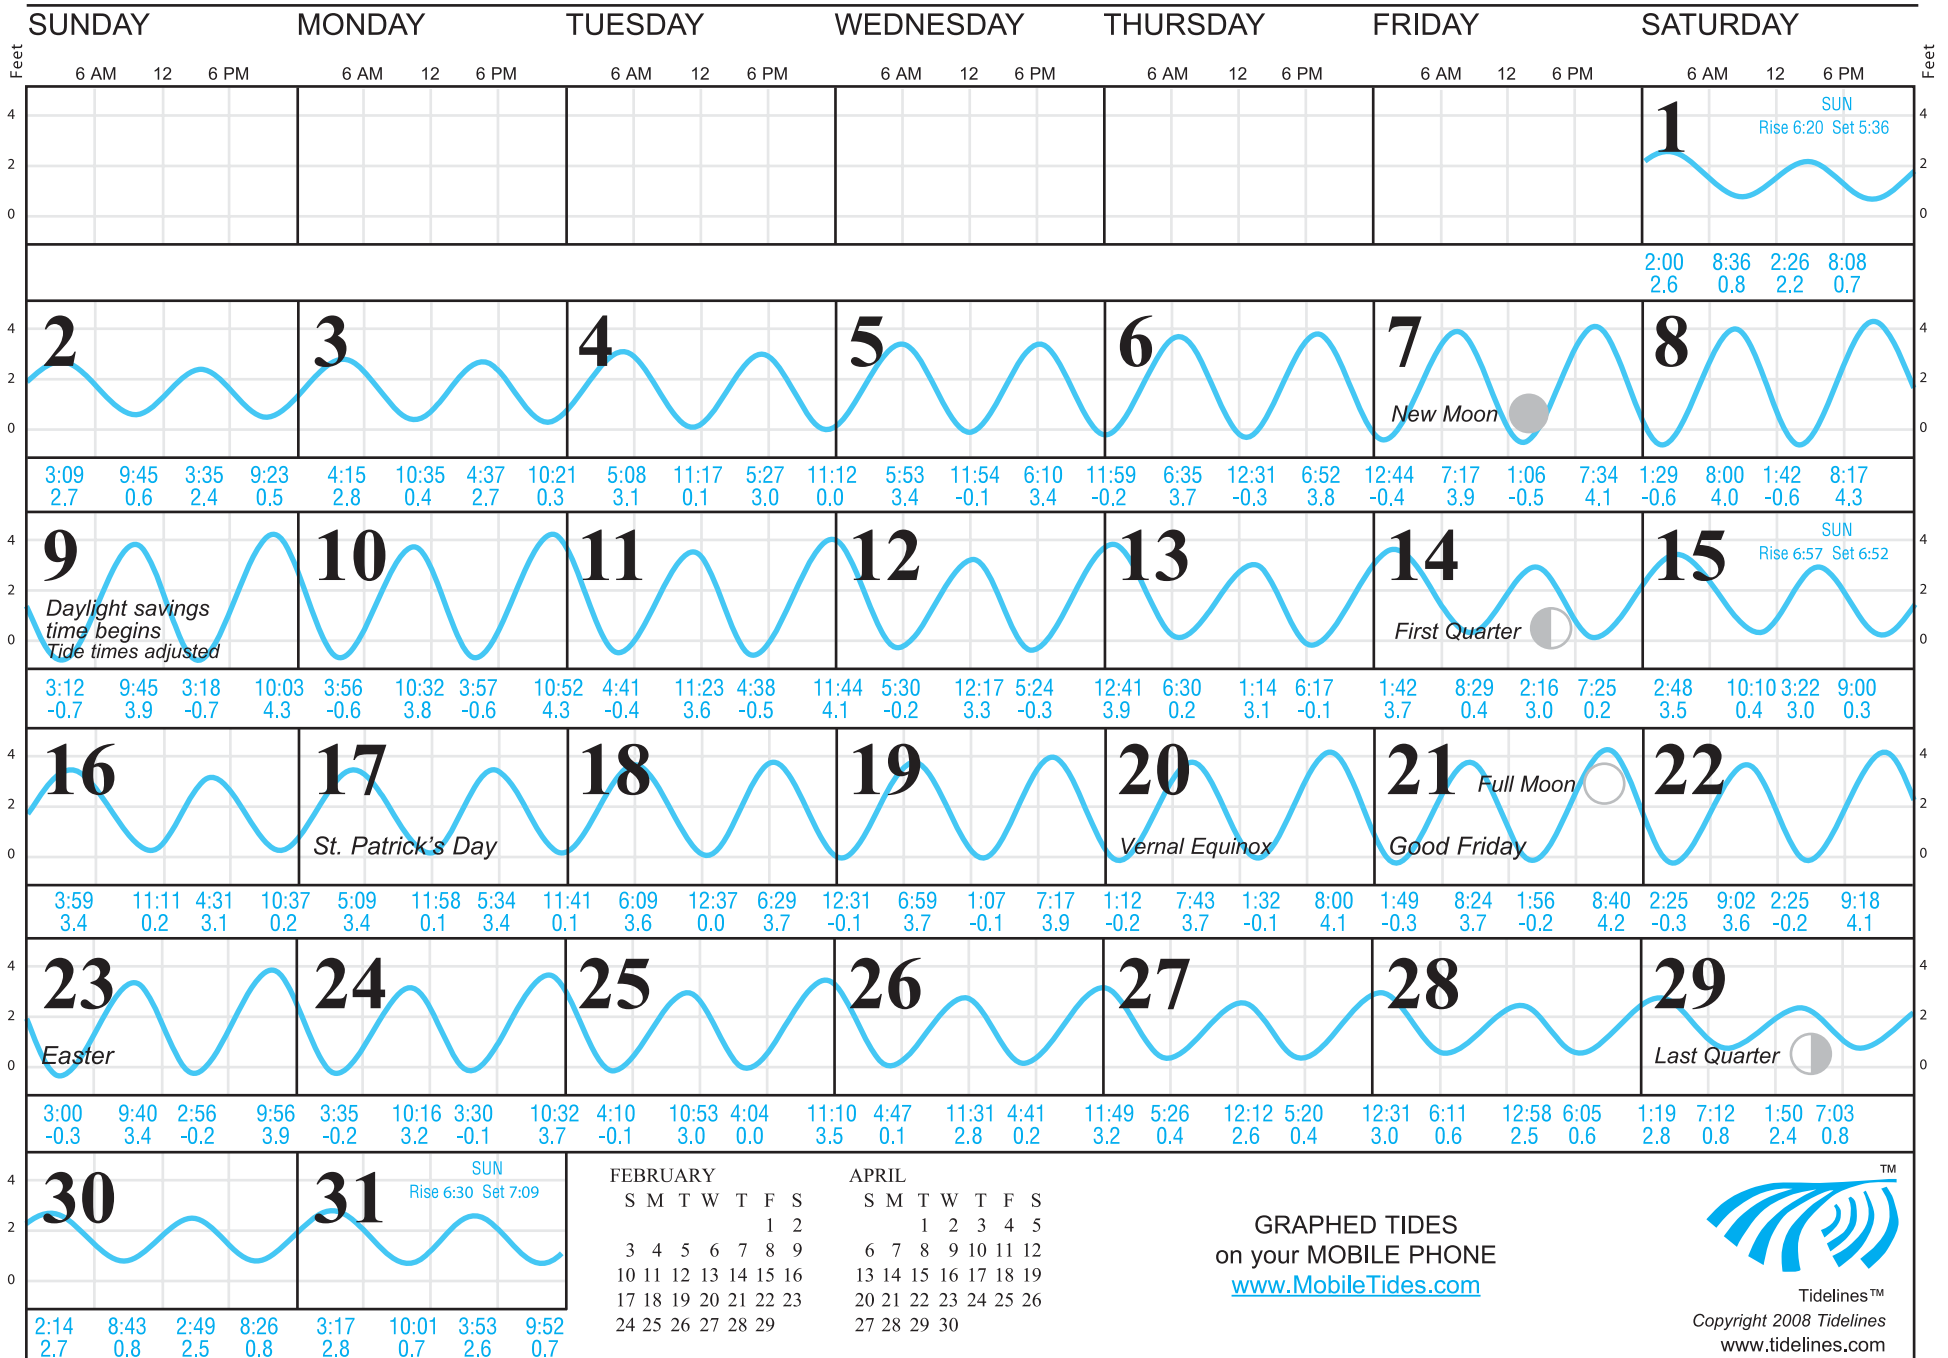 SUNDAY MONDAY TUESDAY WEDNESDAY THURSDAY FRIDAY SATURDAY
Feet 6 AM 12 6 PM 6 AM 12 6 PM 6 AM 12 6 PM 6 AM 12 6 PM 6 AM 12 6 PM 6 AM 12 6 PM 6 AM 12 6 PM Feet
1 SUN
Rise 6:20 Set 5:36
4 4
2 2
0 0
2:00 8:36 2:26 8:08
2.6 0.8 2.2 0.7
2 3 4 5 6 7 8
4 4
2 2
New Moon
0 0
3:09 9:45 3:35 9:23 4:15 10:35 4:37 10:21 5:08 11:17 5:27 11:12 5:53 11:54 6:10 11:59 6:35 12:31 6:52 12:44 7:17 1:06 7:34 1:29 8:00 1:42 8:17
2.7 0.6 2.4 0.5 2.8 0.4 2.7 0.3 3.1 0.1 3.0 0.0 3.4 -0.1 3.4 -0.2 3.7 -0.3 3.8 -0.4 3.9 -0.5 4.1 -0.6 4.0 -0.6 4.3
9 10 11 12 13 14 15 SUN
Rise 6:57 Set 6:52
4 4
2 2
Daylight savings
time begins First Quarter
Tide times adjusted
0 0
3:12 9:45 3:18 10:03 3:56 10:32 3:57 10:52 4:41 11:23 4:38 11:44 5:30 12:17 5:24 12:41 6:30 1:14 6:17 1:42 8:29 2:16 7:25 2:48 10:10 3:22 9:00
-0.7 3.9 -0.7 4.3 -0.6 3.8 -0.6 4.3 -0.4 3.6 -0.5 4.1 -0.2 3.3 -0.3 3.9 0.2 3.1 -0.1 3.7 0.4 3.0 0.2 3.5 0.4 3.0 0.3
16 17 18 19 20 21 Full Moon 22
4 4
2 2
St. Patrick's Day Vernal Equinox Good Friday
0 0
3:59 11:11 4:31 10:37 5:09 11:58 5:34 11:41 6:09 12:37 6:29 12:31 6:59 1:07 7:17 1:12 7:43 1:32 8:00 1:49 8:24 1:56 8:40 2:25 9:02 2:25 9:18
3.4 0.2 3.1 0.2 3.4 0.1 3.4 0.1 3.6 0.0 3.7 -0.1 3.7 -0.1 3.9 -0.2 3.7 -0.1 4.1 -0.3 3.7 -0.2 4.2 -0.3 3.6 -0.2 4.1
23 24 25 26 27 28 29
4 4
2 2
Easter Last Quarter
0 0
3:00 9:40 2:56 9:56 3:35 10:16 3:30 10:32 4:10 10:53 4:04 11:10 4:47 11:31 4:41 11:49 5:26 12:12 5:20 12:31 6:11 12:58 6:05 1:19 7:12 1:50 7:03
-0.3 3.4 -0.2 3.9 -0.2 3.2 -0.1 3.7 -0.1 3.0 0.0 3.5 0.1 2.8 0.2 3.2 0.4 2.6 0.4 3.0 0.6 2.5 0.6 2.8 0.8 2.4 0.8
30 31 SUN
Rise 6:30 Set 7:09
4
2
0
2:14 8:43 2:49 8:26 3:17 10:01 3:53 9:52
2.7 0.8 2.5 0.8 2.8 0.7 2.6 0.7
FEBRUARY
S M T W T F S
1 2
3 4 5 6 7 8 9
10 11 12 13 14 15 16
17 18 19 20 21 22 23
24 25 26 27 28 29
APRIL
S M T W T F S
1 2 3 4 5
6 7 8 9 10 11 12
13 14 15 16 17 18 19
20 21 22 23 24 25 26
27 28 29 30
GRAPHED TIDES
on your MOBILE PHONE
www.MobileTides.com
TM
Tidelines™
Copyright 2008 Tidelines
www.tidelines.com